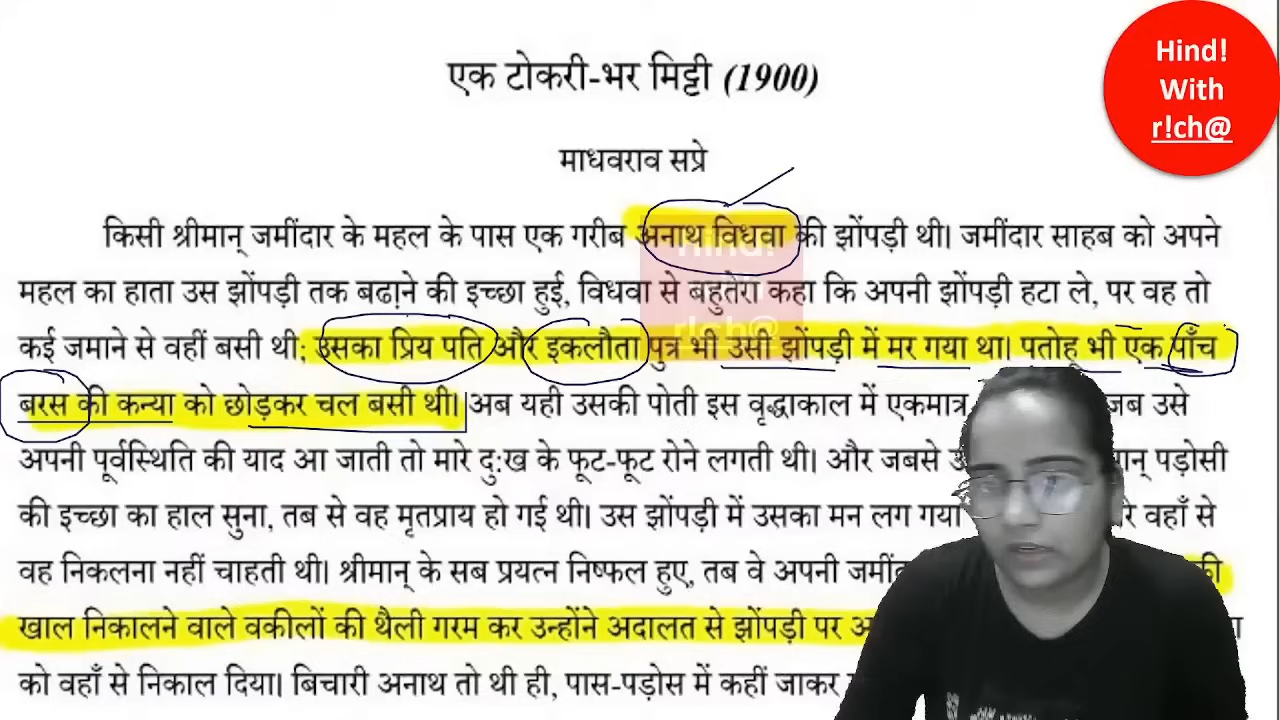 Hind!
With
r!ch@
एक टोकरी-भर मिट्टी (1900)
माधवराव सप्रे
किसी श्रीमान् जमींदार के महल के पास एक गरीब अनाथ विधवा की झोंपड़ी थी। जमींदार साहब को अपने
महल का हाता उस झोंपड़ी तक बढा़ने की इच्छा हुई, विधवा से बहुतेरा कहा कि अपनी झोंपड़ी हटा ले, पर वह तो
कई जमाने से वहीं बसी थी; उसका प्रिय पति और इकलौता पुत्र भी उसी झोंपड़ी में मर गया था। पतोहू भी एक पाँच
बरस की कन्या को छोड़कर चल बसी थी। अब यही उसकी पोती इस वृद्धाकाल में एकमात्र जब उसे
अपनी पूर्वस्थिति की याद आ जाती तो मारे दु:ख के फूट-फूट रोने लगती थी। और जबसे पड़ोसी
की इच्छा का हाल सुना, तब से वह मृतप्राय हो गई थी। उस झोंपड़ी में उसका मन लग गया वहाँ से
वह निकलना नहीं चाहती थी। श्रीमान् के सब प्रयत्न निष्फल हुए, तब वे अपनी की
खाल निकालने वाले वकीलों की थैली गरम कर उन्होंने अदालत से झोंपड़ी पर
को वहाँ से निकाल दिया। बिचारी अनाथ तो थी ही, पास-पड़ोस में कहीं जाकर